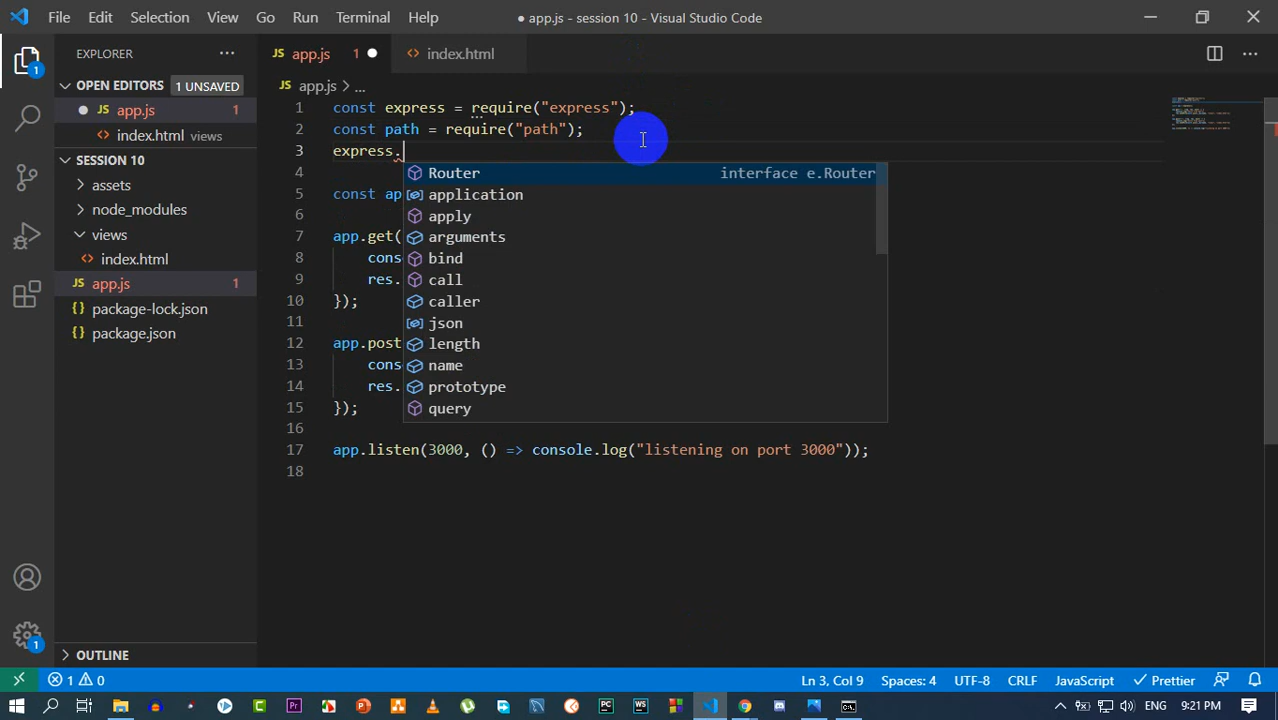 File Edit Selection View Go Run Terminal Help
● app.js - session 10 - Visual Studio Code
EXPLORER
OPEN EDITORS 1 UNSAVED
JS app.js 1
<> index.html
SESSION 10
assets
node_modules
views
<> index.html
JS app.js 1
{} package-lock.json
{} package.json
OUTLINE
1
1
JS app.js 1
<> index.html
JS app.js > ...
1 const express = require("express");
2 const path = require("path");
3 express.
4
5 const ap
6
7 app.get(
8 cons
9 res.
10 });
11
12 app.post
13 cons
14 res.
15 });
16
17 app.listen(3000, () => console.log("listening on port 3000"));
18
Router interface e.Router
application
apply
arguments
bind
call
caller
json
length
name
prototype
query
1 0 Ln 3, Col 9 Spaces: 4 UTF-8 CRLF JavaScript Prettier
ENG 9:21 PM